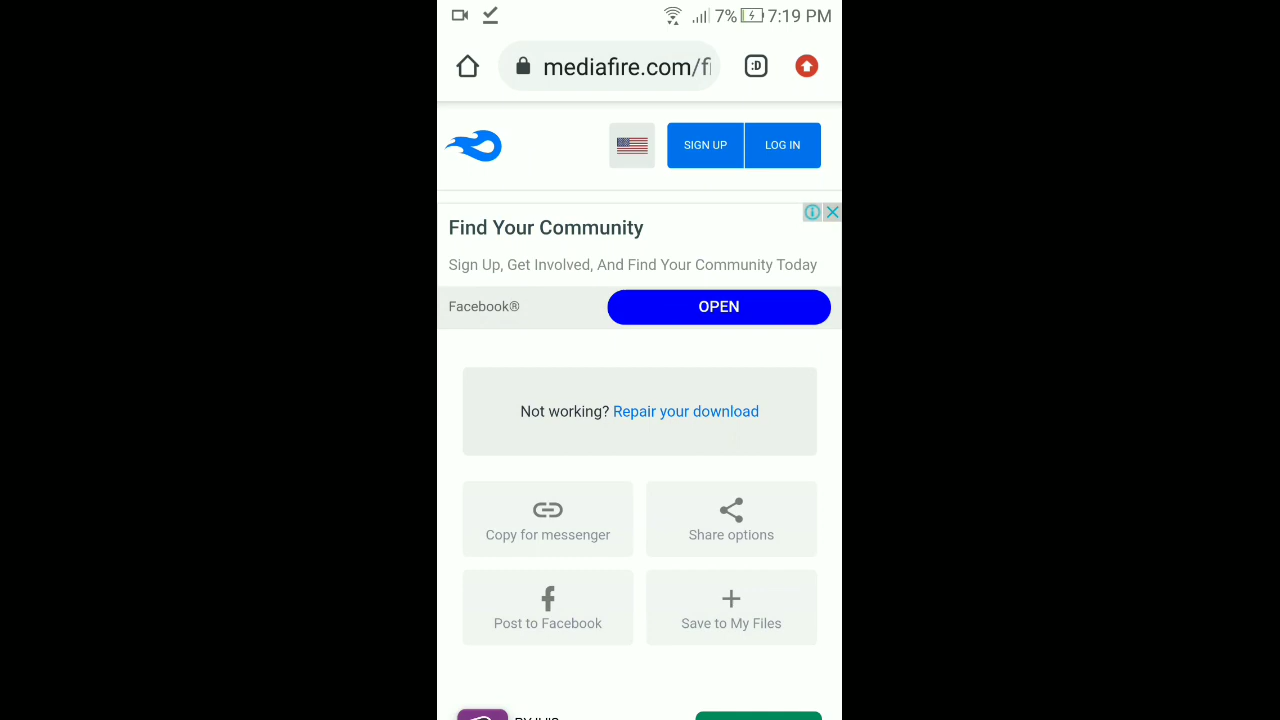 7% 7:19 PM
mediafire.com/fi
:D
SIGN UP
LOG IN
Find Your Community
Sign Up, Get Involved, And Find Your Community Today
Facebook®
OPEN
Not working? Repair your download
Copy for messenger
Share options
Post to Facebook
Save to My Files